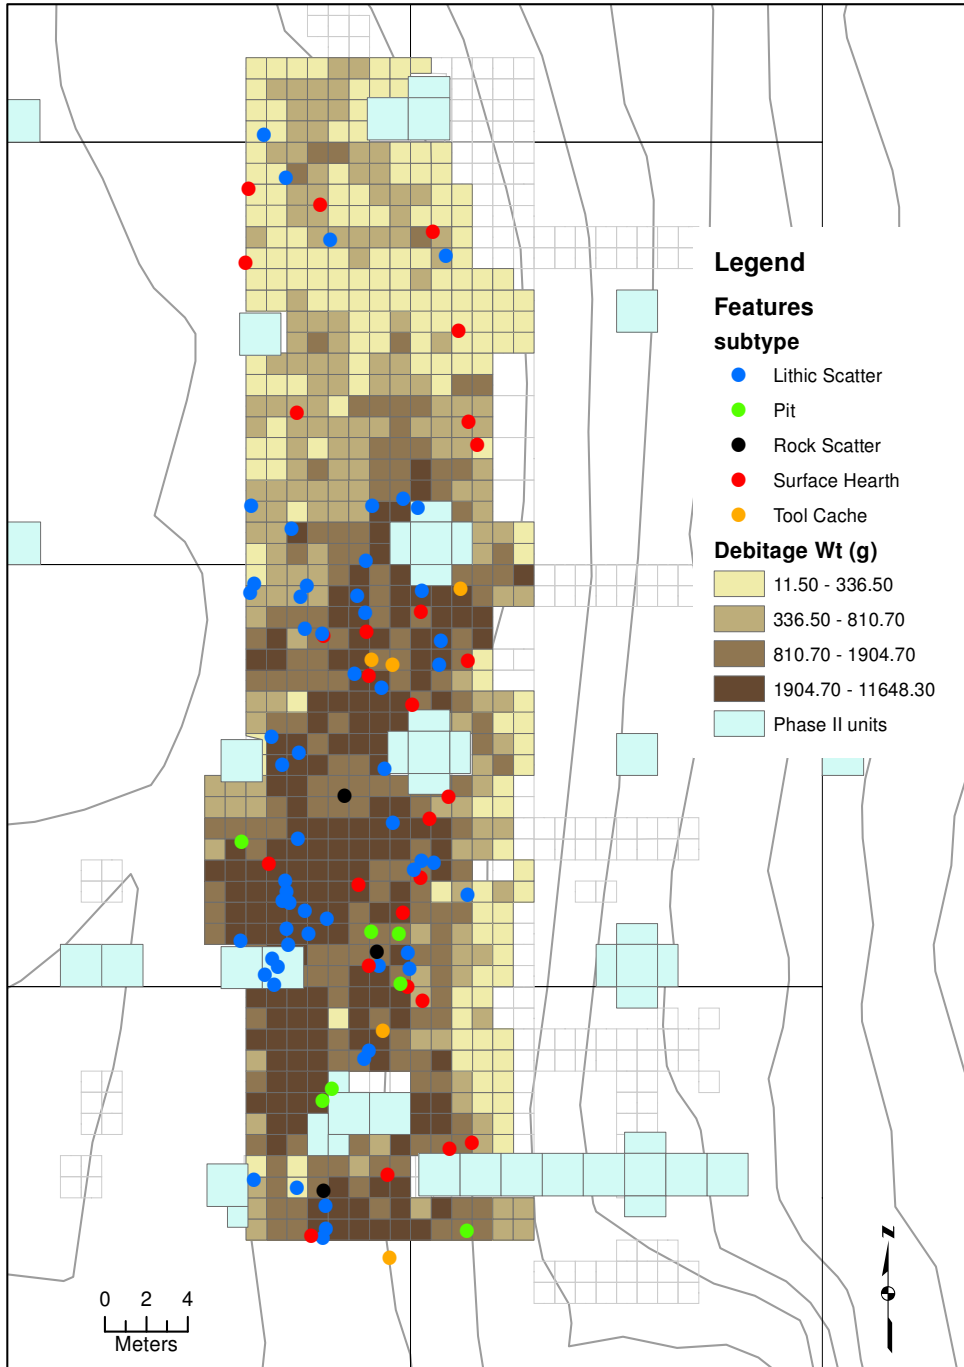 Legend
Features
subtype
Lithic Scatter
Pit
Rock Scatter
Surface Hearth
Tool Cache
Debitage Wt (g)
11.50 - 336.50
336.50 - 810.70
810.70 - 1904.70
1904.70 - 11648.30
Phase II units
0 2 4
Meters
N